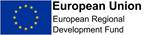 European Union
European Regional
Development Fund